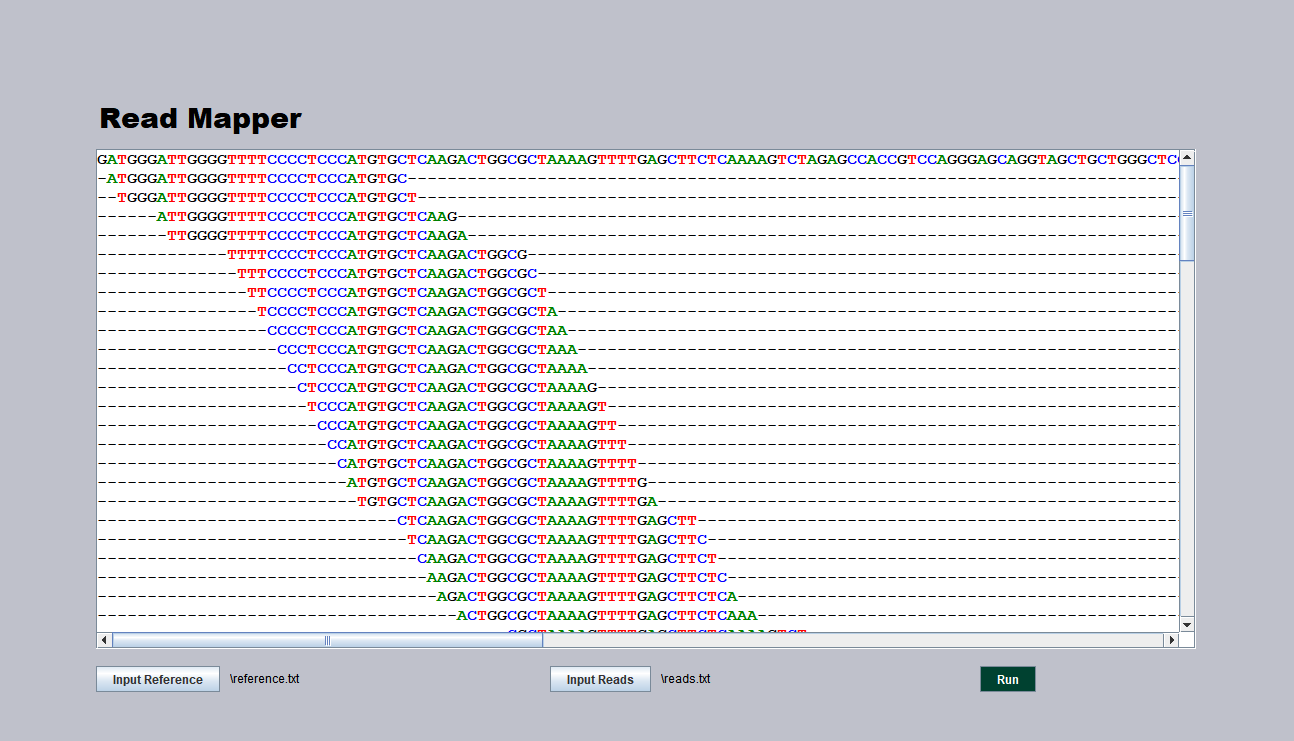 Read Mapper
GATGGGATTGGGGTTTTCCCCTCCCATGTGCTCAAGACTGGCGCTAAAAGTTTTGAGCTTCTCAAAAGTCTAGAGCCACCGTCCAGGGAGCAGGTAGCTGCTGGGCTC
-ATGGGATTGGGGTTTTCCCCTCCCATGTGC
--TGGGATTGGGGTTTTCCCCTCCCATGTGCT
------ATTGGGGTTTTCCCCTCCCATGTGCTCAAG
-------TTGGGGTTTTCCCCTCCCATGTGCTCAAGA
-------------TTTTCCCCTCCCATGTGCTCAAGACTGGCG
--------------TTTCCCCTCCCATGTGCTCAAGACTGGCGC
---------------TTCCCCTCCCATGTGCTCAAGACTGGCGCT
----------------TCCCCTCCCATGTGCTCAAGACTGGCGCTA
-----------------CCCCTCCCATGTGCTCAAGACTGGCGCTAA
------------------CCCTCCCATGTGCTCAAGACTGGCGCTAAA
-------------------CCTCCCATGTGCTCAAGACTGGCGCTAAAA
--------------------CTCCCATGTGCTCAAGACTGGCGCTAAAAG
---------------------TCCCATGTGCTCAAGACTGGCGCTAAAAGT
----------------------CCCATGTGCTCAAGACTGGCGCTAAAAGTT
-----------------------CCATGTGCTCAAGACTGGCGCTAAAAGTTT
------------------------CATGTGCTCAAGACTGGCGCTAAAAGTTTT
-------------------------ATGTGCTCAAGACTGGCGCTAAAAGTTTTG
--------------------------TGTGCTCAAGACTGGCGCTAAAAGTTTTGA
------------------------------CTCAAGACTGGCGCTAAAAGTTTTGAGCTT
-------------------------------TCAAGACTGGCGCTAAAAGTTTTGAGCTTC
--------------------------------CAAGACTGGCGCTAAAAGTTTTGAGCTTCT
---------------------------------AAGACTGGCGCTAAAAGTTTTGAGCTTCTC
----------------------------------AGACTGGCGCTAAAAGTTTTGAGCTTCTCA
------------------------------------ACTGGCGCTAAAAGTTTTGAGCTTCTCAAA
Input Reference \reference.txt Input Reads \reads.txt Run